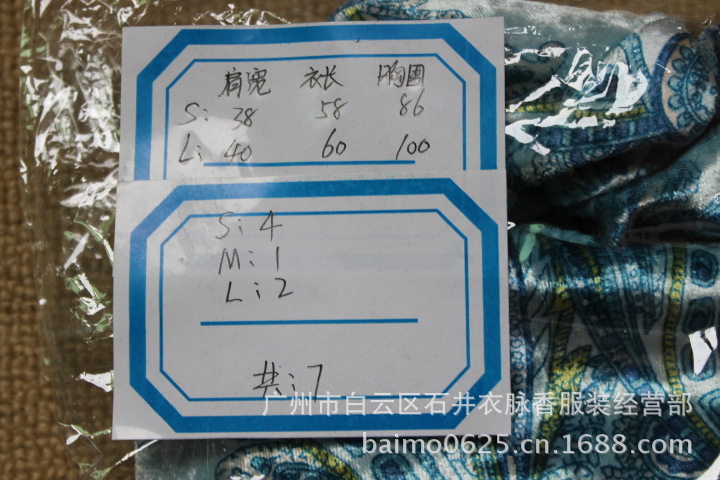 肩宽 衣长 胸围
S: 38 58 86
L: 40 60 100
S: 4
M: 1
L: 2
共: 7
广州市白云区石井衣脉香服装经营部
baimo0625.cn.1688.com